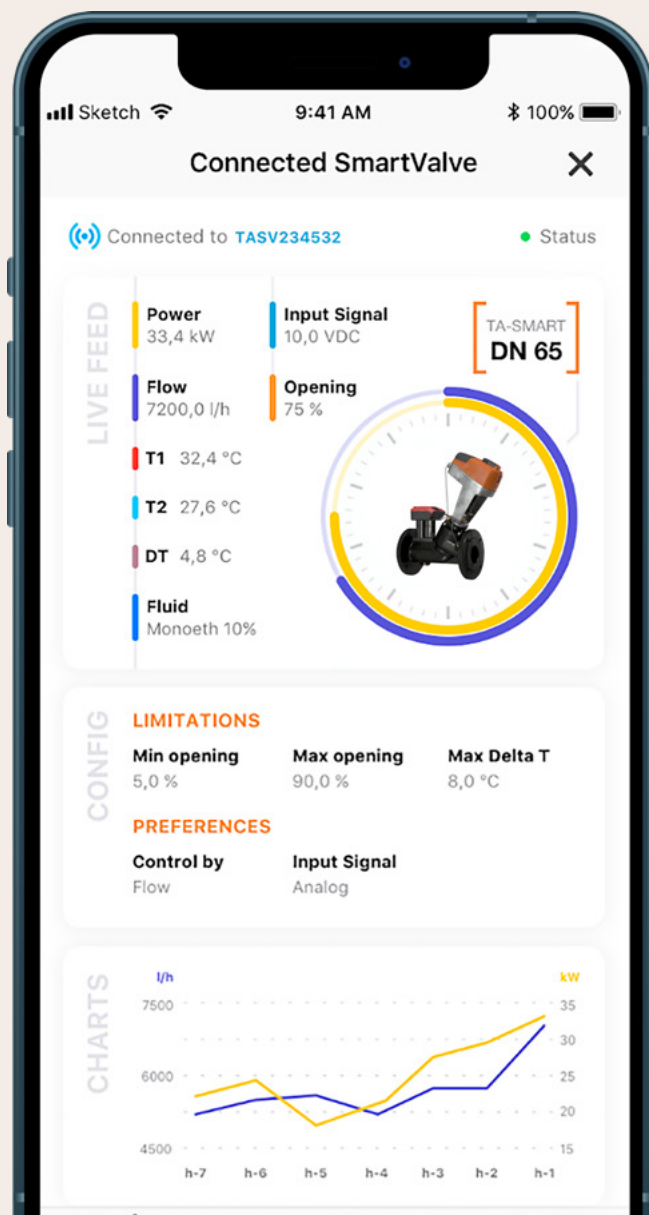 Sketch 9:41 AM 100%
Connected SmartValve
Connected to TASV234532 Status
LIVE FEED
Power
33,4 kW
Input Signal
10,0 VDC
TA-SMART
DN 65
Flow
7200,0 l/h
Opening
75 %
T1 32,4 °C
T2 27,6 °C
DT 4,8 °C
Fluid
Monoeth 10%
CONFIG
LIMITATIONS
Min opening
5,0 %
Max opening
90,0 %
Max Delta T
8,0 °C
PREFERENCES
Control by
Flow
Input Signal
Analog
CHARTS
l/h kW
7500 35
30
6000 25
20
4500 15
h-7 h-6 h-5 h-4 h-3 h-2 h-1